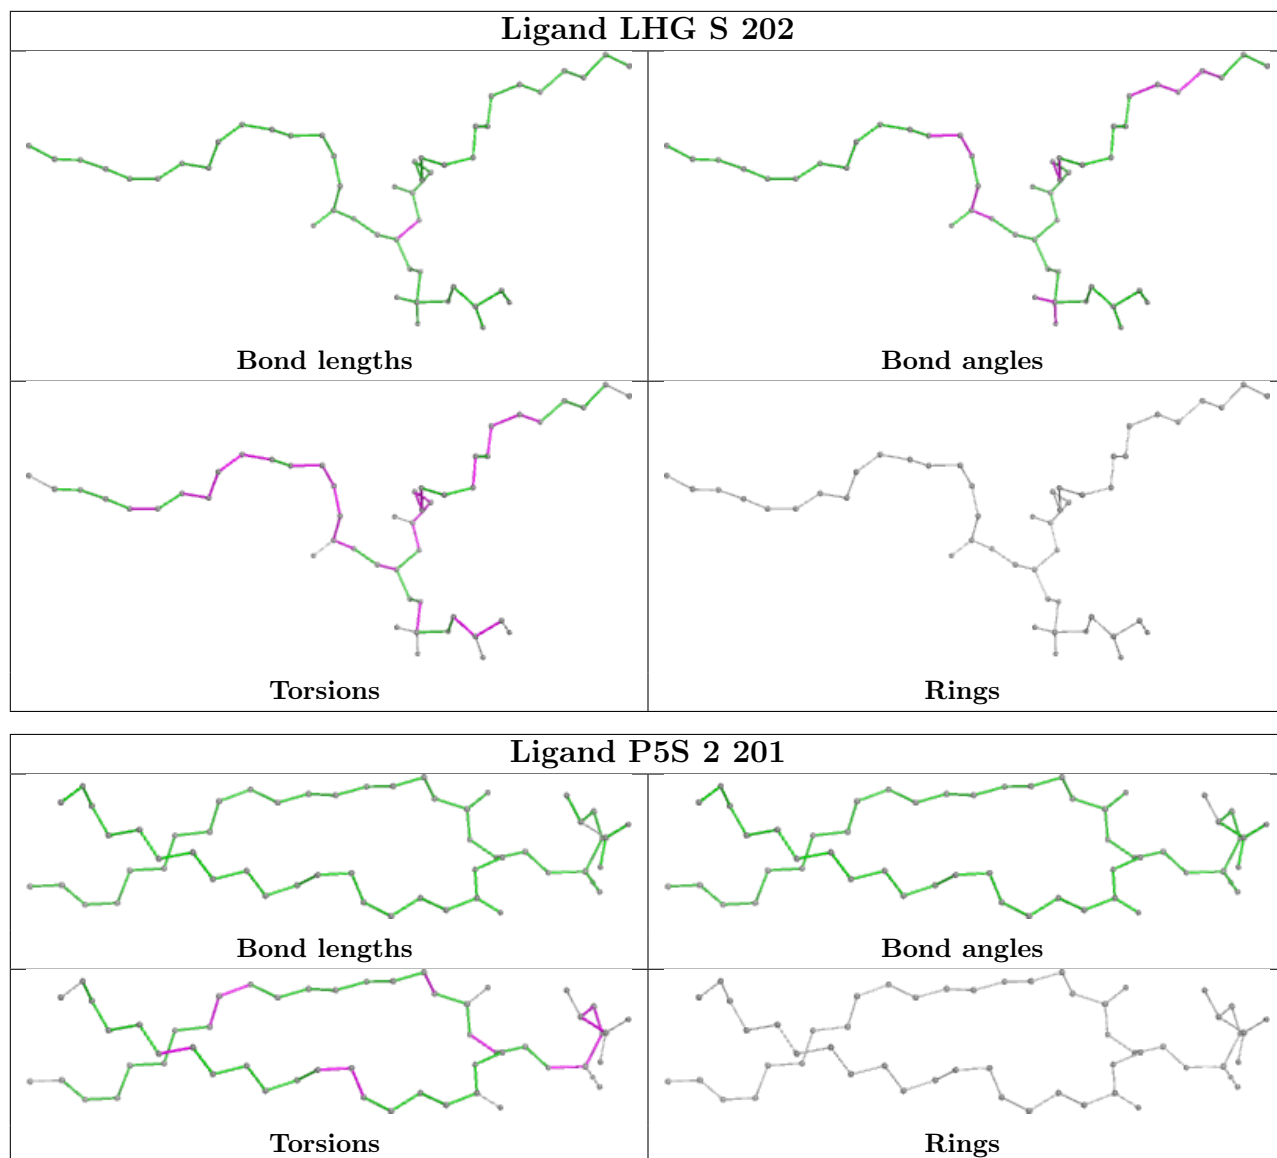 Ligand LHG S 202
Bond lengths
Bond angles
Torsions
Rings
Ligand P5S 2 201
Bond lengths
Bond angles
Torsions
Rings